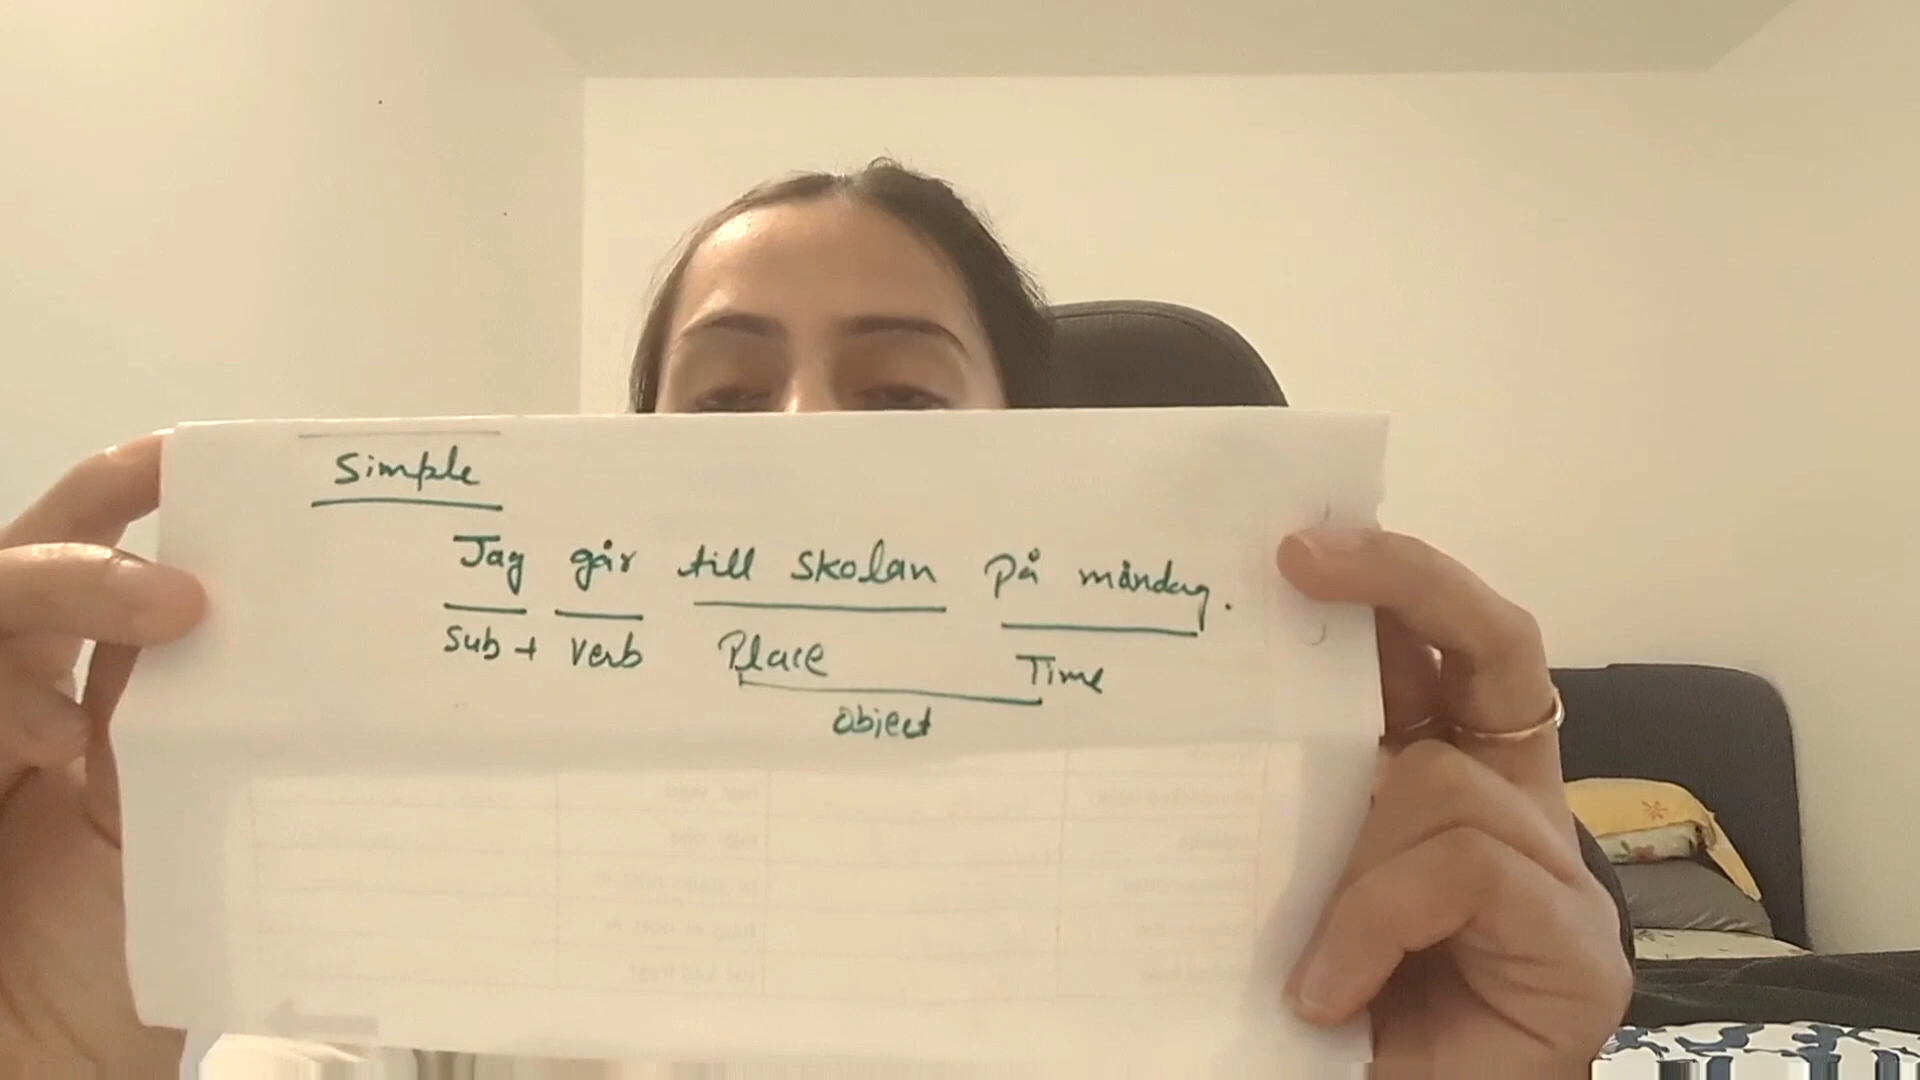 Simple
Jag går till skolan på måndag.
Sub + Verb Place Time
Object